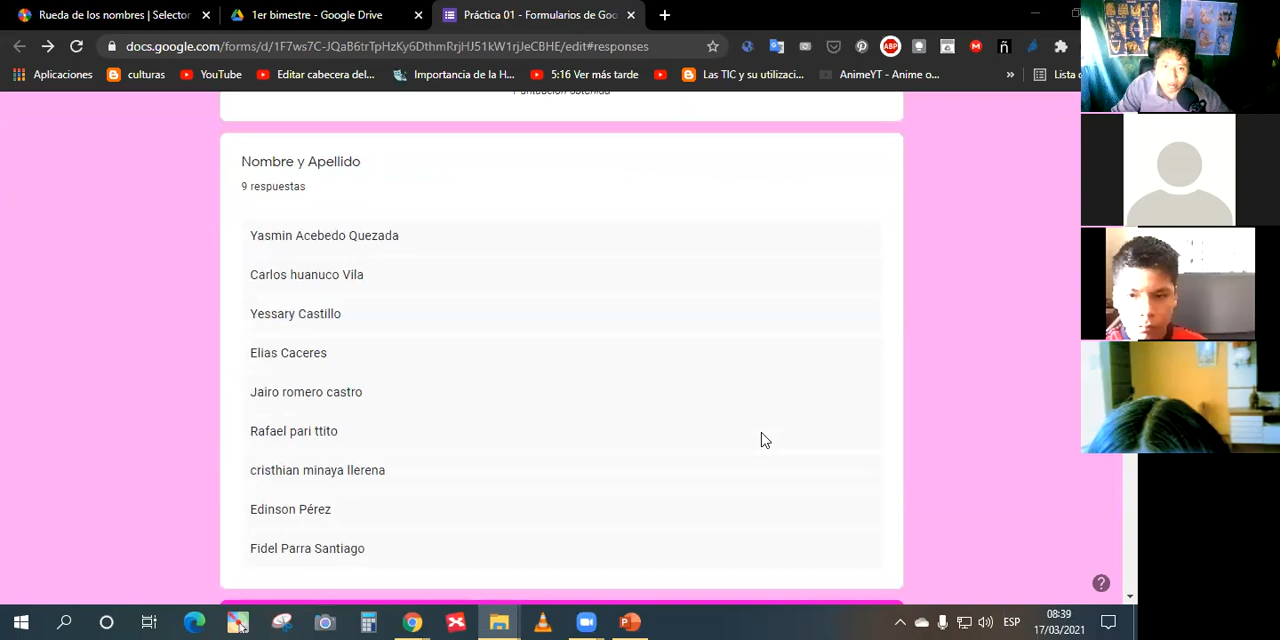 Rueda de los nombres | Selector
1er bimestre - Google Drive
Práctica 01 - Formularios de Goo
docs.google.com/forms/d/1F7ws7C-JQaB6trTpHzKy6DthmRrjHJ51kW1rjJeCBHE/edit#responses
ABP
Aplicaciones
culturas
YouTube
Editar cabecera del...
Importancia de la H...
5:16 Ver más tarde
Las TIC y su utilizaci...
AnimeYT - Anime o...
Lista d
Puntuación obtenida
Nombre y Apellido
9 respuestas
Yasmin Acebedo Quezada
Carlos huanuco Vila
Yessary Castillo
Elias Caceres
Jairo romero castro
Rafael pari ttito
cristhian minaya llerena
Edinson Pérez
Fidel Parra Santiago
ESP
08:39
17/03/2021